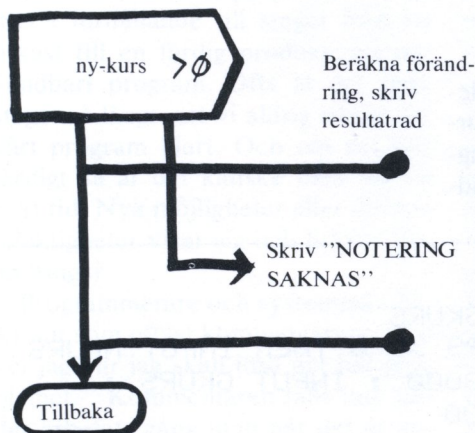 ny-kurs >Ø
Beräkna föränd-
ring, skriv
resultatrad
Skriv ''NOTERING
SAKNAS''
Tillbaka